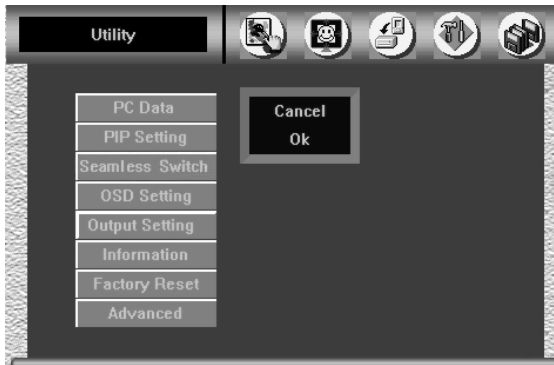 Utility
PC Data
PIP Setting
Seamless Switch
OSD Setting
Output Setting
Information
Factory Reset
Advanced
Cancel
Ok